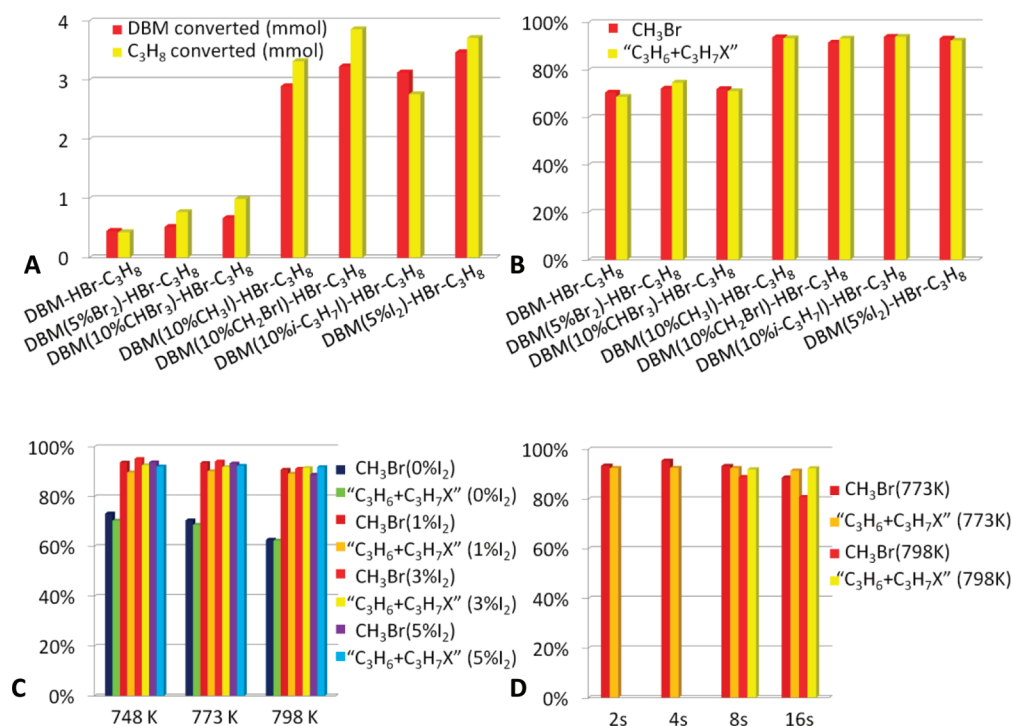 4
3
2
1
0
DBM converted (mmol)
C₃H₈ converted (mmol)
A
DBM-HBr-C₃H₈
DBM(5%Br₂)-HBr-C₃H₈
DBM(10%CHBr₃)-HBr-C₃H₈
DBM(10%CH₃I)-HBr-C₃H₈
DBM(10%CH₂BrI)-HBr-C₃H₈
DBM(10%i-C₃H₇I)-HBr-C₃H₈
DBM(5%I₂)-HBr-C₃H₈
100%
80%
60%
40%
20%
0%
CH₃Br
“C₃H₆+C₃H₇X”
B
DBM-HBr-C₃H₈
DBM(5%Br₂)-HBr-C₃H₈
DBM(10%CHBr₃)-HBr-C₃H₈
DBM(10%CH₃I)-HBr-C₃H₈
DBM(10%CH₂BrI)-HBr-C₃H₈
DBM(10%i-C₃H₇I)-HBr-C₃H₈
DBM(5%I₂)-HBr-C₃H₈
100%
80%
60%
40%
20%
0%
748 K 773 K 798 K
CH₃Br(0%I₂)
“C₃H₆+C₃H₇X” (0%I₂)
CH₃Br(1%I₂)
“C₃H₆+C₃H₇X” (1%I₂)
CH₃Br(3%I₂)
“C₃H₆+C₃H₇X” (3%I₂)
CH₃Br(5%I₂)
“C₃H₆+C₃H₇X” (5%I₂)
C
100%
80%
60%
40%
20%
0%
2s 4s 8s 16s
CH₃Br(773K)
“C₃H₆+C₃H₇X” (773K)
CH₃Br(798K)
“C₃H₆+C₃H₇X” (798K)
D